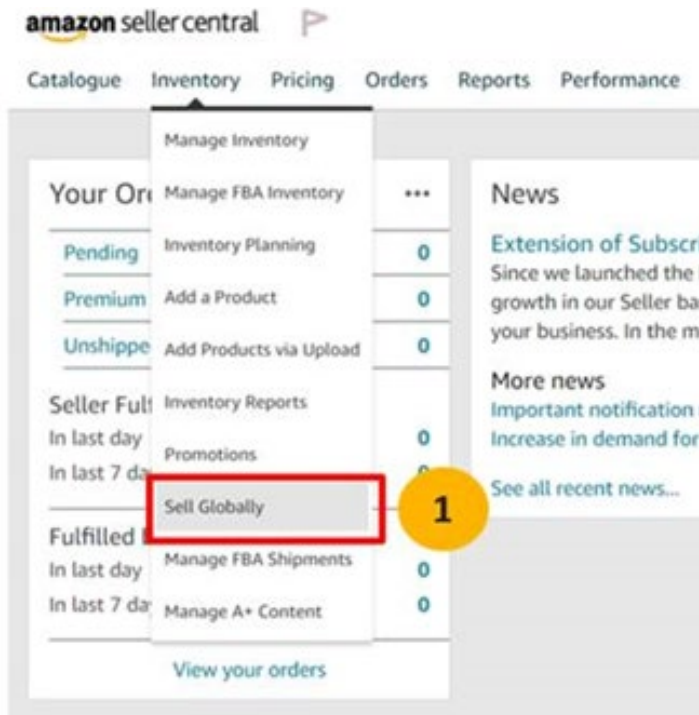 amazon seller central
Catalogue Inventory Pricing Orders Reports Performance
Manage Inventory
Manage FBA Inventory
Inventory Planning
Add a Product
Add Products via Upload
Inventory Reports
Promotions
Sell Globally
Manage FBA Shipments
Manage A+ Content
1
Your Or
...
Pending 0
Premium 0
Unshippe 0
Seller Ful
In last day 0
In last 7 da
Fulfilled
In last day 0
In last 7 da 0
View your orders
News
Extension of Subscri
Since we launched the
growth in our Seller ba
your business. In the m
More news
Important notification
Increase in demand for
See all recent news...